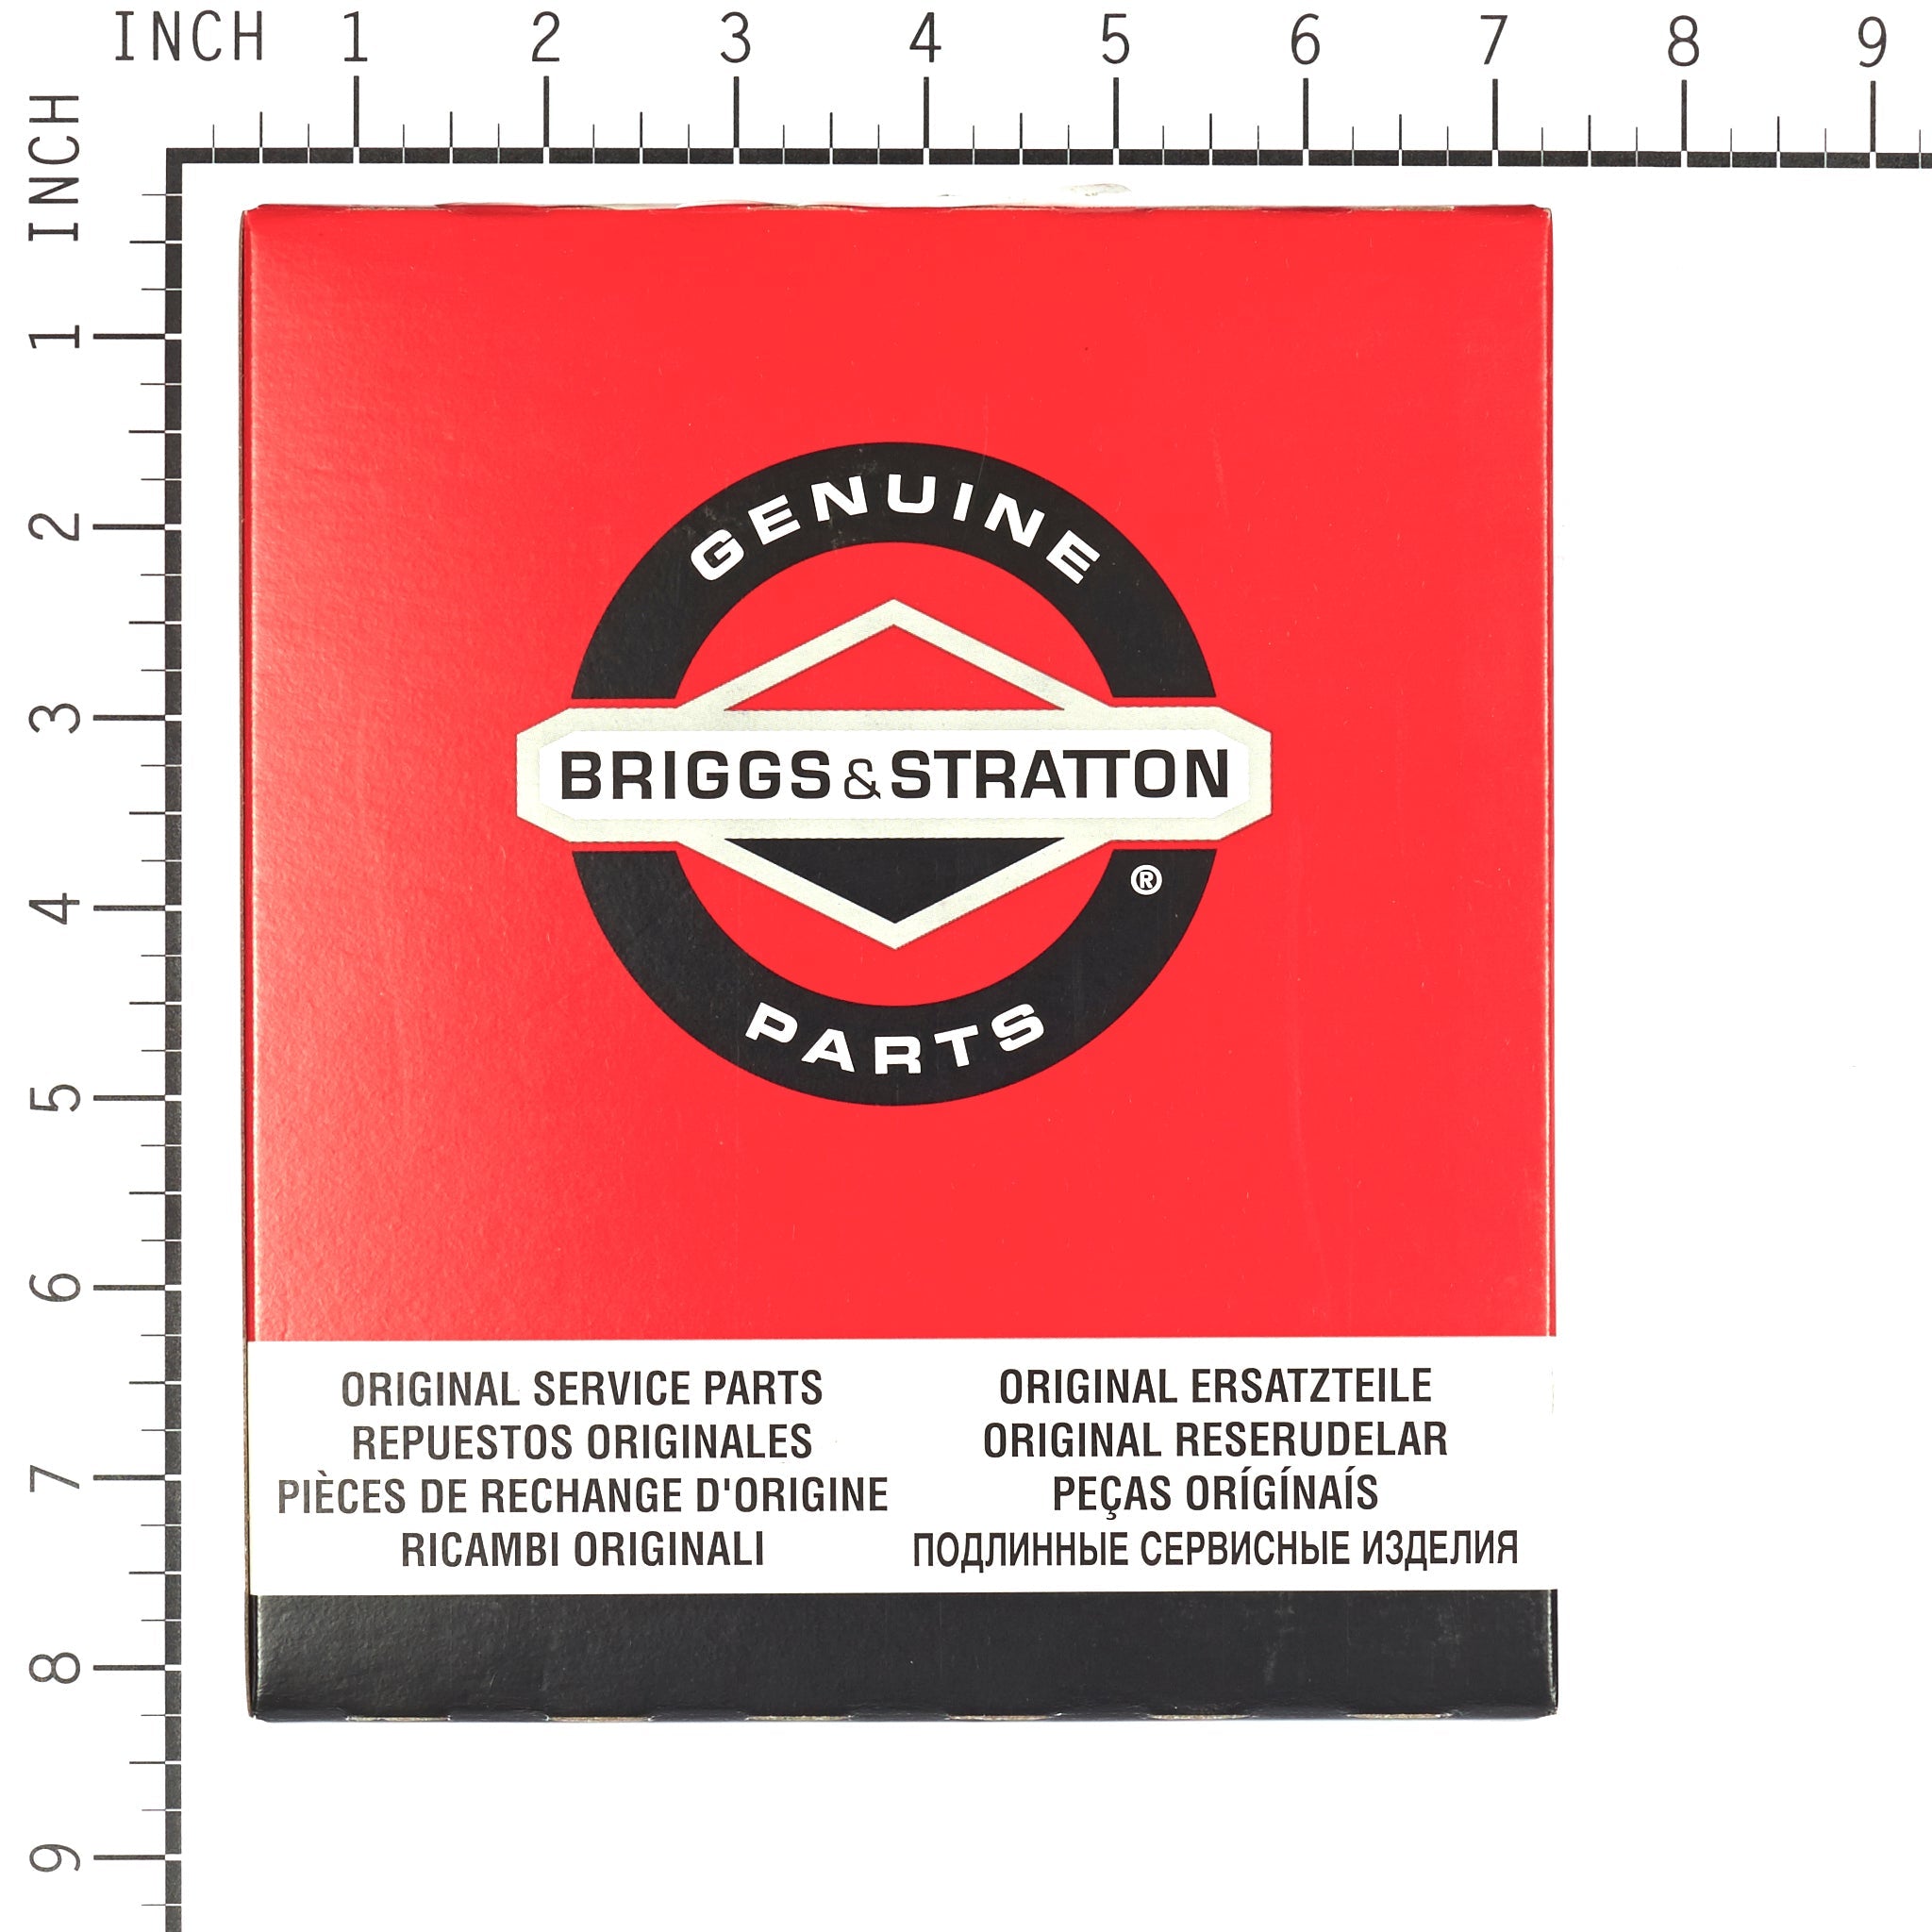 INCH 1 2 3 4 5 6 7 8 9
INCH 1 2 3 4 5 6 7 8 9
GENUINE
BRIGGS & STRATTON
®
PARTS
ORIGINAL SERVICE PARTS
REPUESTOS ORIGINALES
PIÈCES DE RECHANGE D'ORIGINE
RICAMBI ORIGINALI
ORIGINAL ERSATZTEILE
ORIGINAL RESERUDELAR
PEÇAS ORÍGÍNAÍS
ПОДЛИННЫЕ СЕРВИСНЫЕ ИЗДЕЛИЯ